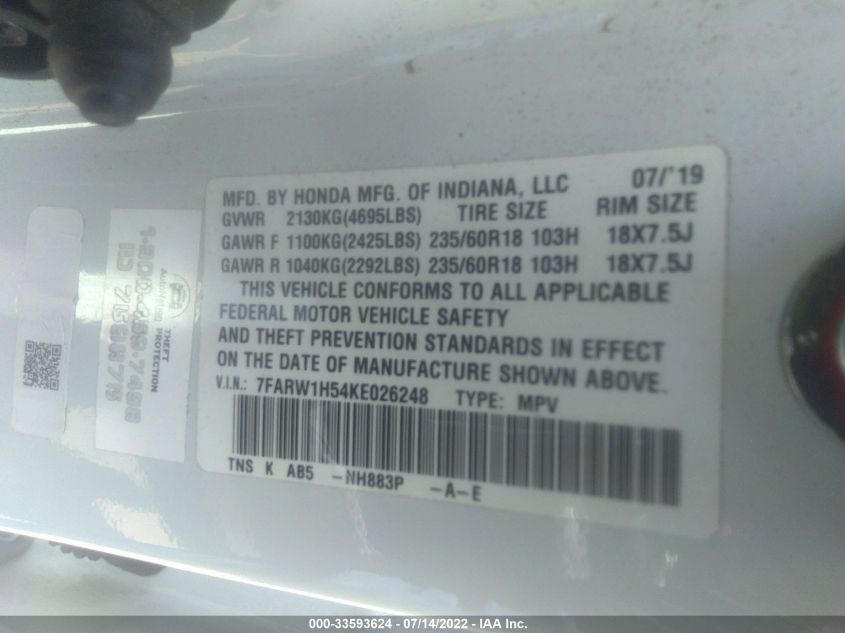 MFD. BY HONDA MFG. OF INDIANA, LLC 07/'19
GVWR 2130KG(4695LBS) TIRE SIZE RIM SIZE
GAWR F 1100KG(2425LBS) 235/60R18 103H 18X7.5J
GAWR R 1040KG(2292LBS) 235/60R18 103H 18X7.5J
THIS VEHICLE CONFORMS TO ALL APPLICABLE
FEDERAL MOTOR VEHICLE SAFETY
AND THEFT PREVENTION STANDARDS IN EFFECT
ON THE DATE OF MANUFACTURE SHOWN ABOVE.
V.I.N.: 7FARW1H54KE026248 TYPE: MPV
TNS K AB5 -NH883P -A-E
THEFT
PROTECTION
000-33593624 - 07/14/2022 - IAA Inc.